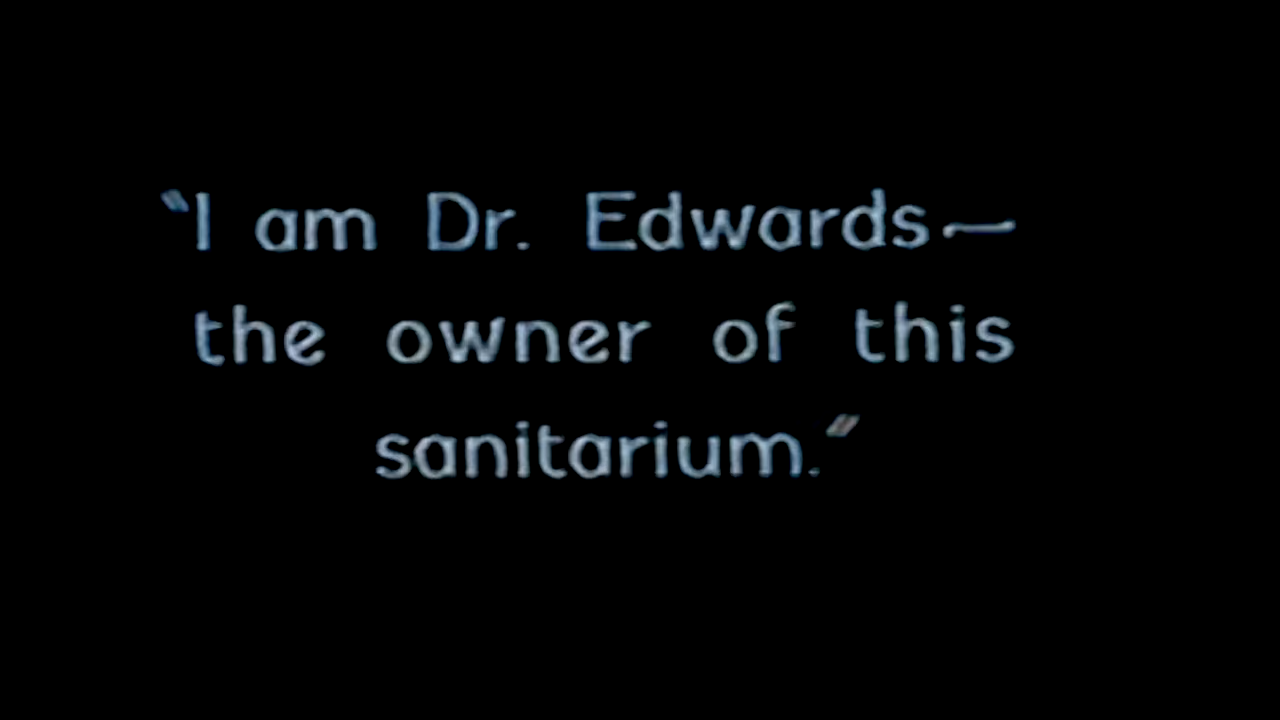 “I am Dr. Edwards—
the owner of this
sanitarium.”